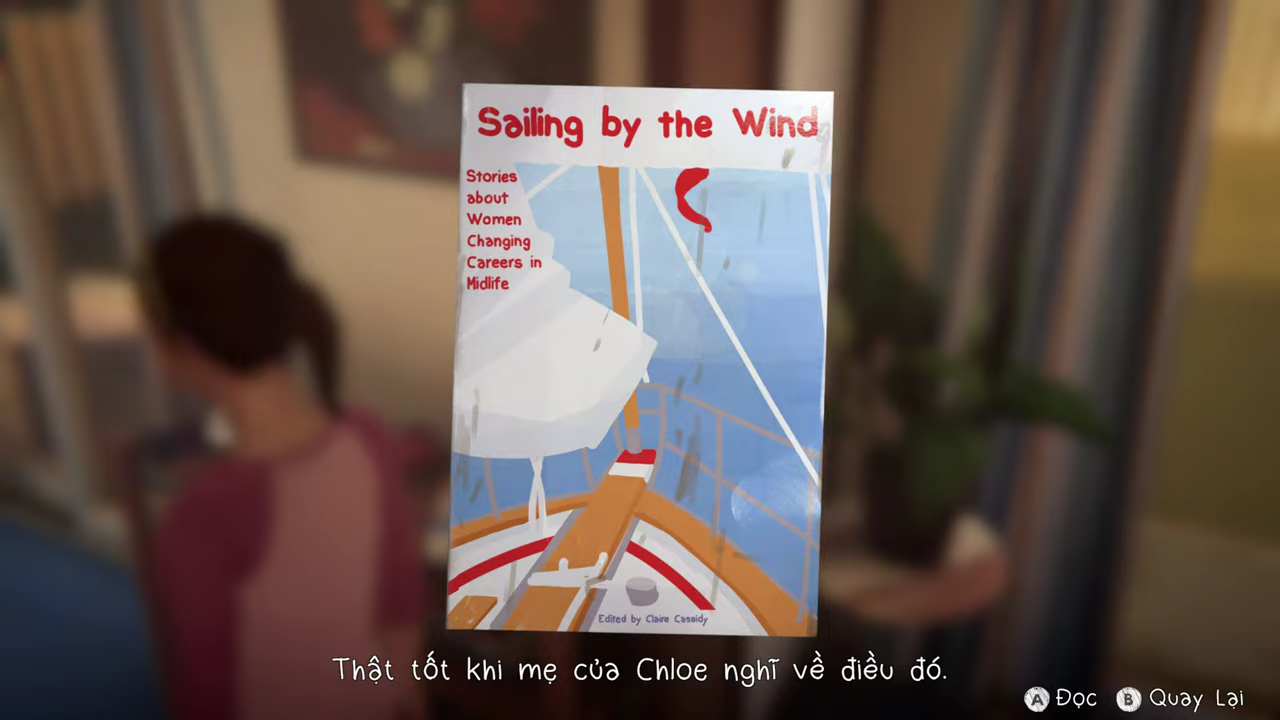 Sailing by the Wind
Stories
about
Women
Changing
Careers in
Midlife
Edited by Claire Cassidy
Thật tốt khi mẹ của Chloe nghĩ về điều đó.
A Đọc B Quay Lại